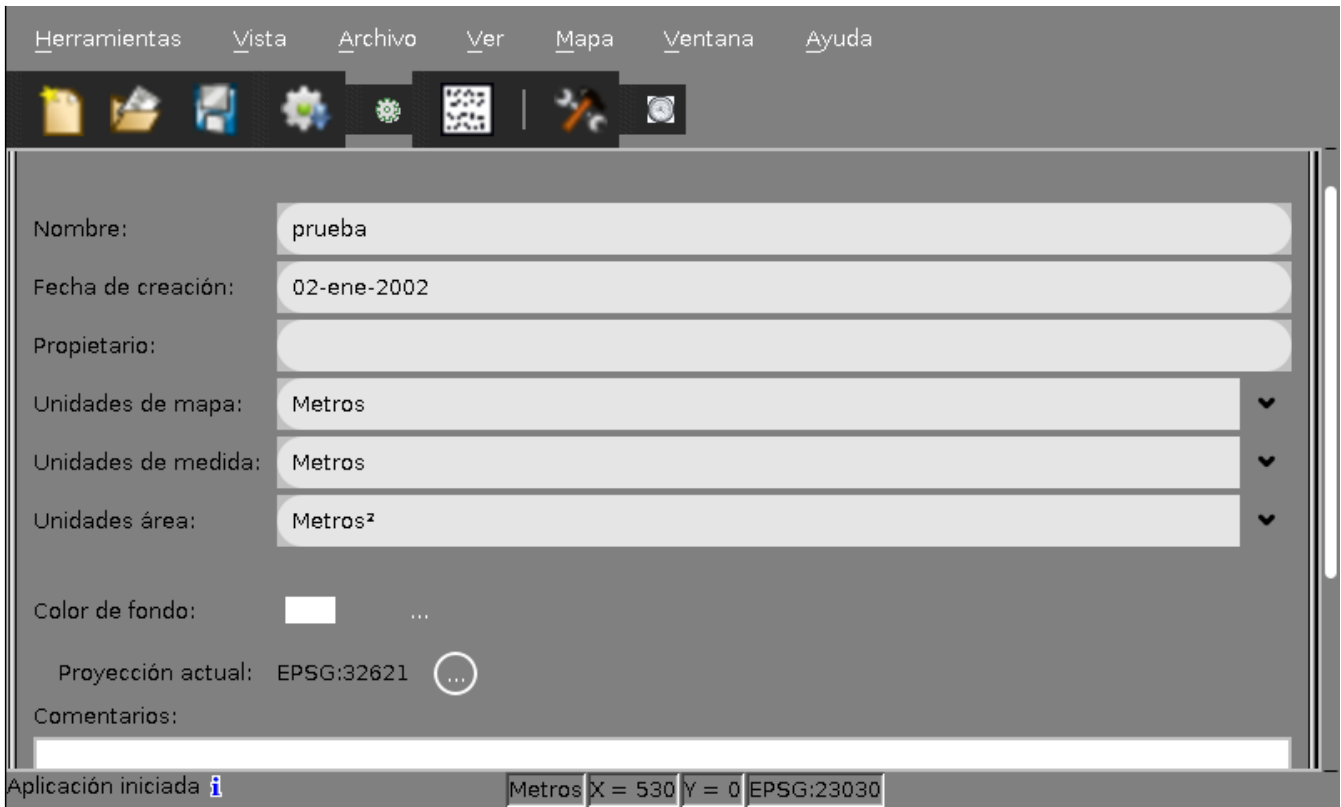 Herramientas Vista Archivo Ver Mapa Ventana Ayuda
Nombre: prueba
Fecha de creación: 02-ene-2002
Propietario:
Unidades de mapa: Metros
Unidades de medida: Metros
Unidades área: Metros²
Color de fondo: ...
Proyección actual: EPSG:32621 ...
Comentarios:
Aplicación iniciada i Metros X = 530 Y = 0 EPSG:23030